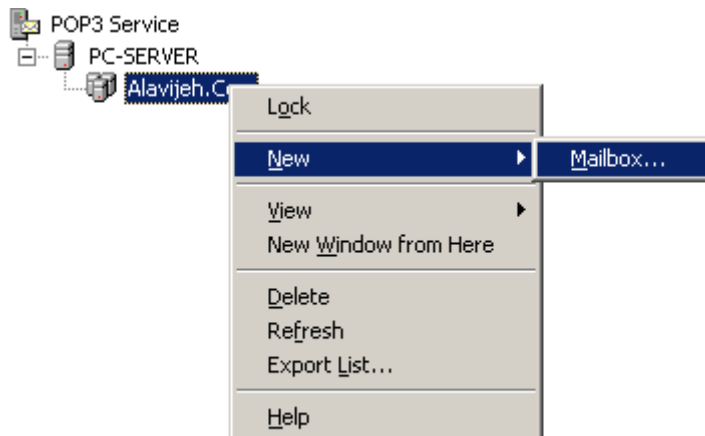 POP3 Service
PC-SERVER
Alavijeh.C
Lock
New
Mailbox...
View
New Window from Here
Delete
Refresh
Export List...
Help